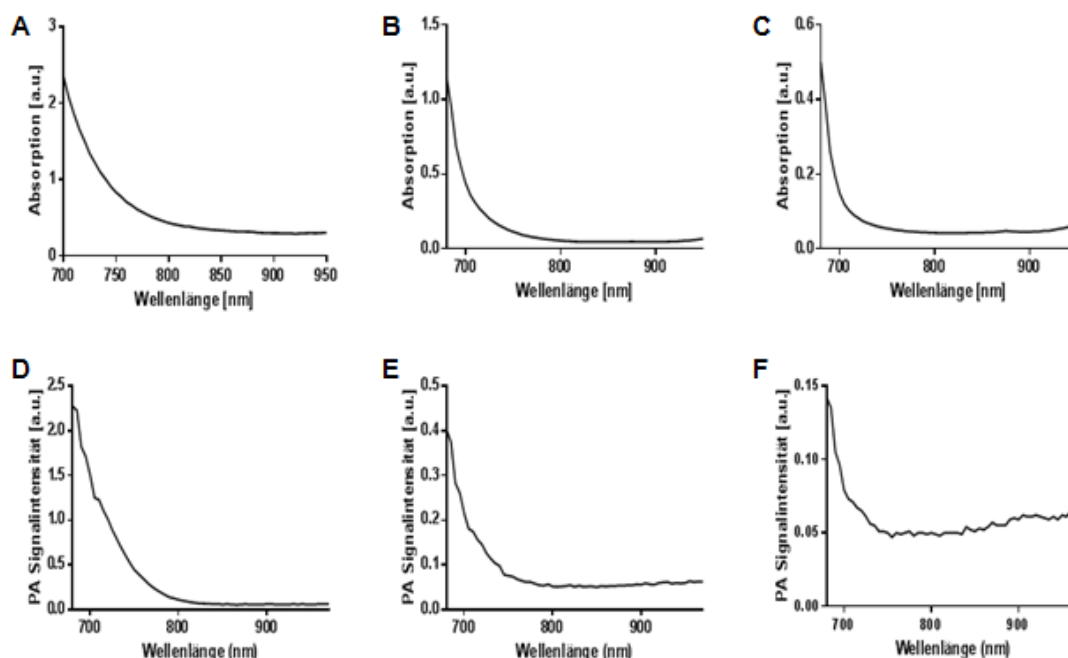 A
Absorption [a.u.]
3
2
1
0
700 750 800 850 900 950
Wellenlänge [nm]
B
Absorption [a.u.]
1.5
1.0
0.5
0.0
700 800 900
Wellenlänge [nm]
C
Absorption [a.u.]
0.6
0.4
0.2
0.0
700 800 900
Wellenlänge [nm]
D
PA Signalintensität [a.u.]
2.5
2.0
1.5
1.0
0.5
0.0
700 800 900
Wellenlänge (nm)
E
PA Signalintensität [a.u.]
0.5
0.4
0.3
0.2
0.1
0.0
700 800 900
Wellenlänge (nm)
F
PA Signalintensität [a.u.]
0.15
0.10
0.05
0.00
700 800 900
Wellenlänge (nm)